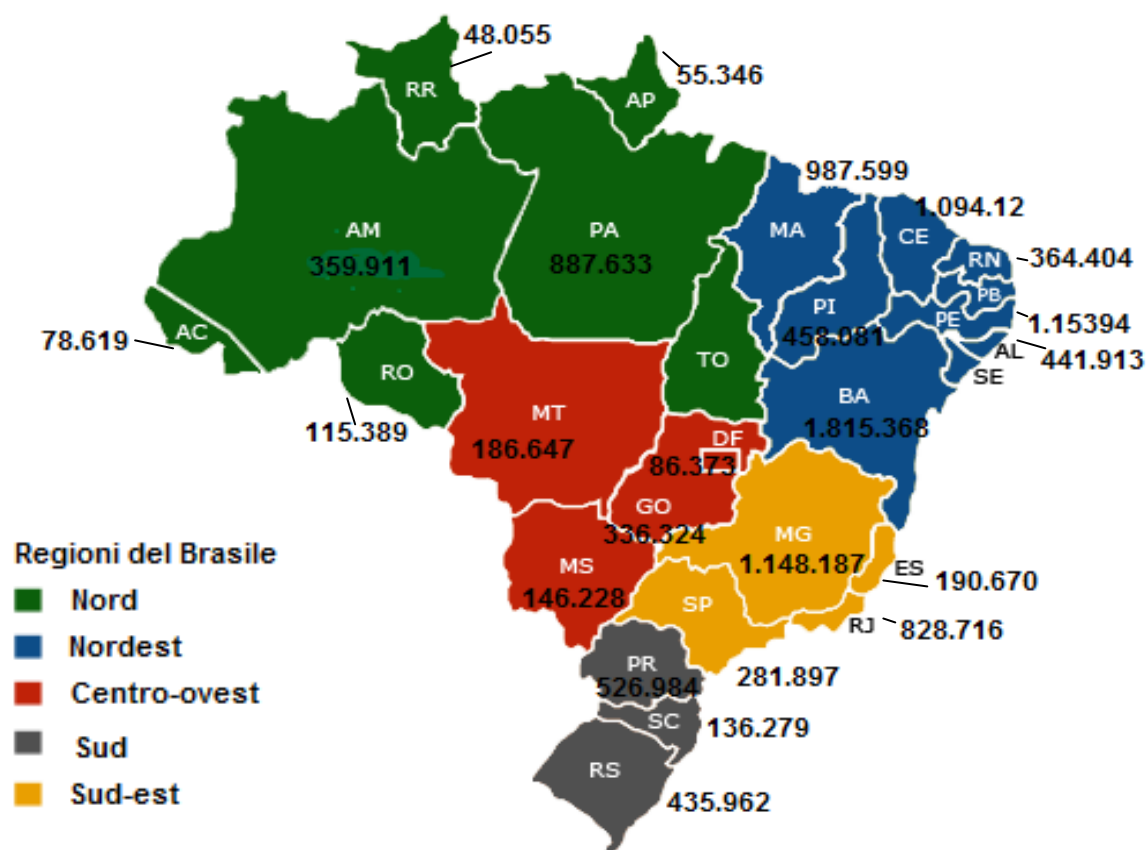 48.055
RR
55.346
AP
987.599
1.094.12
AM
PA
MA
CE
359.911
887.633
RN
364.404
PB
AC
PI
PE
1.15394
78.619
458.081
AL
441.913
RO
TO
SE
MT
BA
115.389
186.647
1.815.368
DF
86.373
GO
336.324
MG
Regioni del Brasile
MS
1.148.187
ES
190.670
Nord
146.228
SP
RJ
828.716
Nordest
PR
281.897
Centro-ovest
526.984
SC
136.279
Sud
RS
Sud-est
435.962